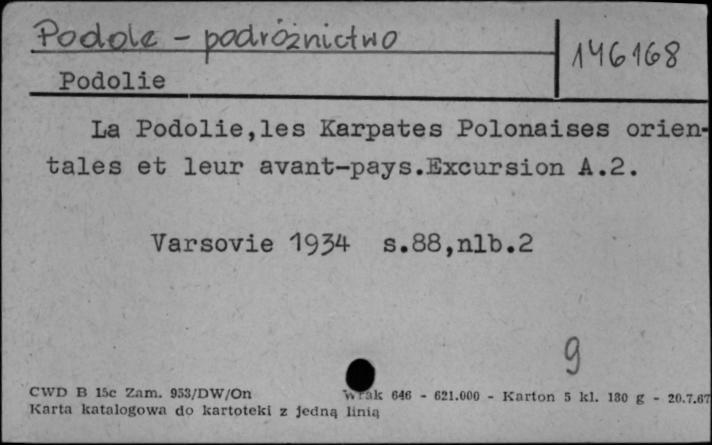 Podole - podróżnictwo
146168
Podolie
La Podolie,les Karpates Polonaises orien-
tales et leur avant-pays.Excursion A.2.
Varsovie 1934 s.88,nlb.2
9
CWD B 15c Zam. 953/DW/On Wrak 646 - 621.000 - Karton 5 kl. 180 g - 20.7.67
Karta katalogowa do kartoteki z jedną linią